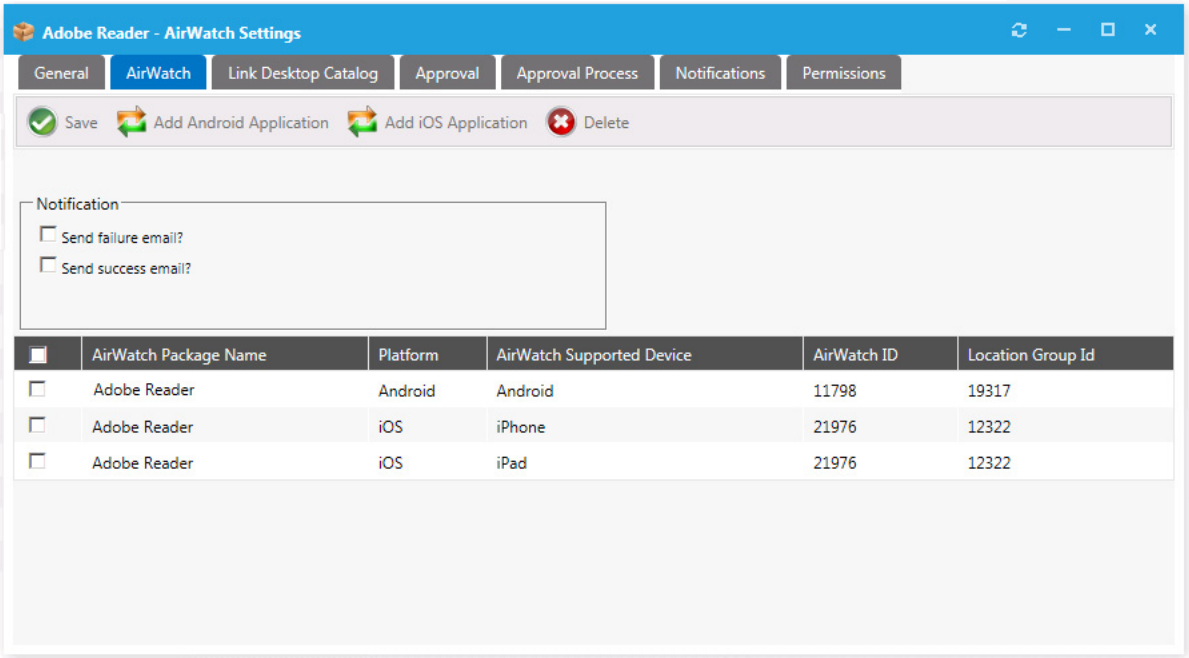 Adobe Reader - AirWatch Settings
General AirWatch Link Desktop Catalog Approval Approval Process Notifications Permissions
Save Add Android Application Add iOS Application Delete
Notification
Send failure email?
Send success email?
AirWatch Package Name Platform AirWatch Supported Device AirWatch ID Location Group Id
Adobe Reader Android Android 11798 19317
Adobe Reader iOS iPhone 21976 12322
Adobe Reader iOS iPad 21976 12322